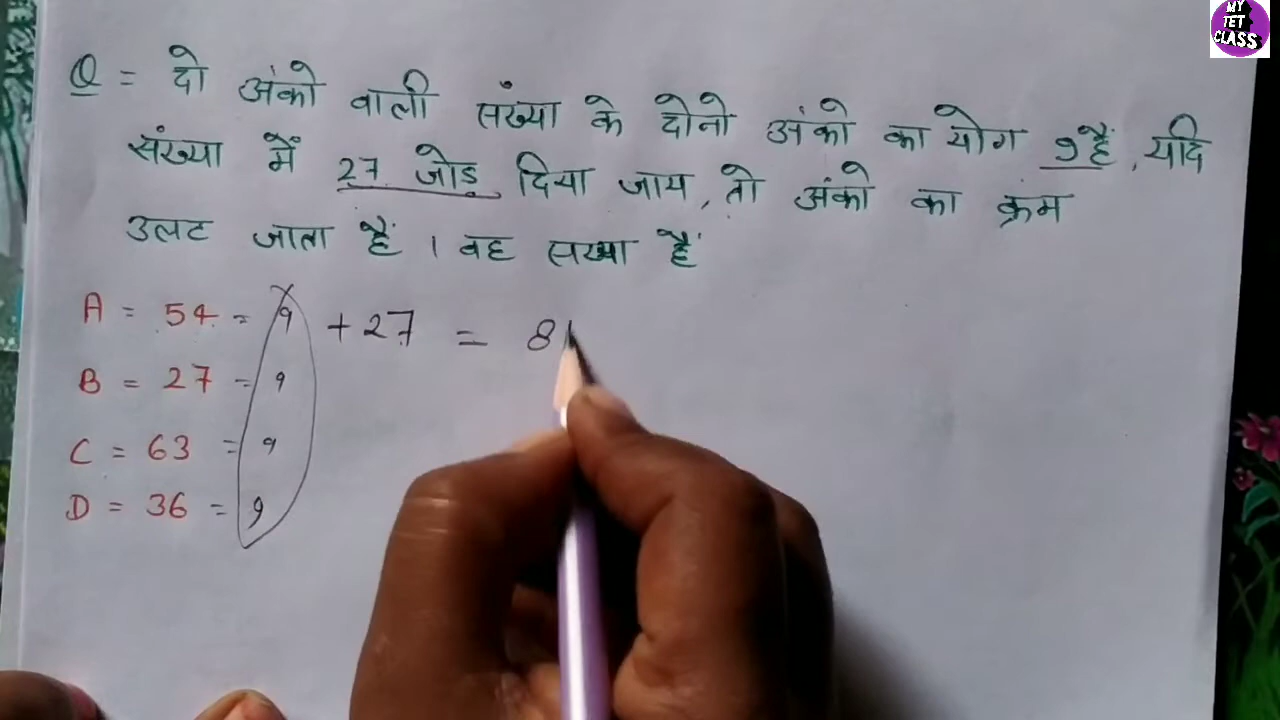 MY
TET
CLASS
Q = दो अंको वाली संख्या के दोनो अंको का योग 9 हैं, यदि
संख्या में 27 जोड़ दिया जाय, तो अंको का क्रम
उलट जाता हैं । वह सख्या हैं
A = 54 = 9 + 27 = 81
B = 27 = 9
C = 63 = 9
D = 36 = 9